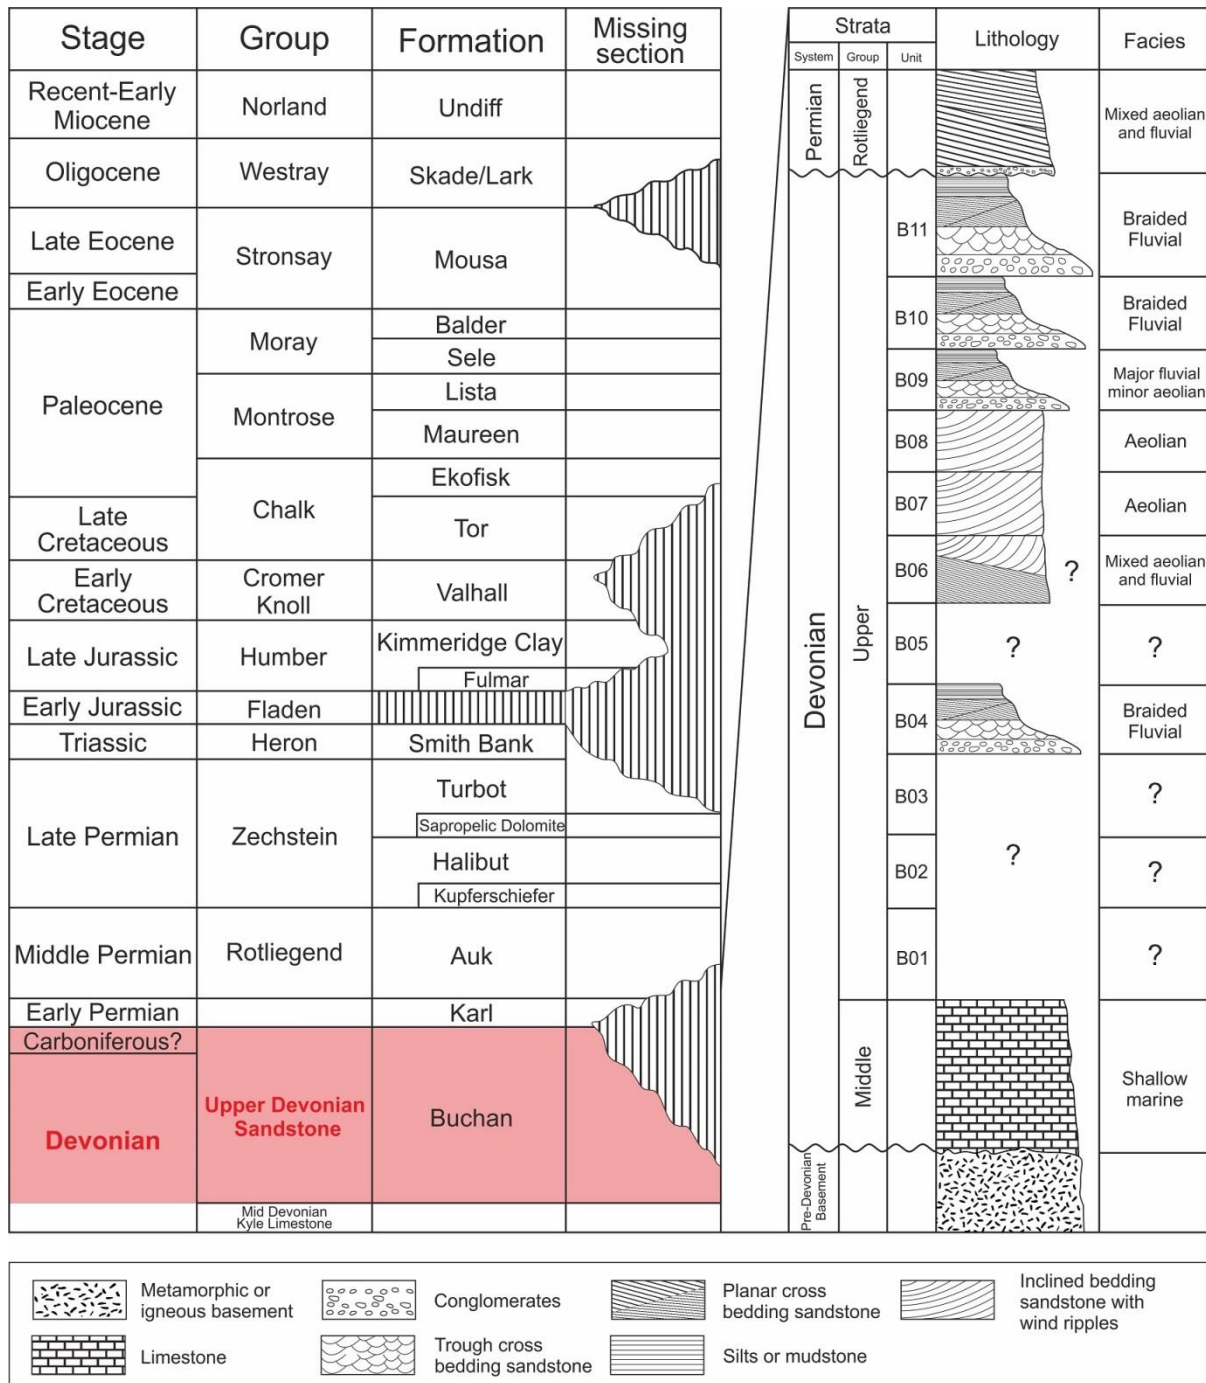 Stage
Group
Formation
Missing
section
Recent-Early
Miocene
Norland
Undiff
Oligocene
Westray
Skade/Lark
Late Eocene
Stronsay
Mousa
Early Eocene
Paleocene
Moray
Balder
Sele
Montrose
Lista
Maureen
Chalk
Ekofisk
Late
Cretaceous
Tor
Early
Cretaceous
Cromer
Knoll
Valhall
Late Jurassic
Humber
Kimmeridge Clay
Fulmar
Early Jurassic
Fladen
Triassic
Heron
Smith Bank
Late Permian
Zechstein
Turbot
Sapropelic Dolomite
Halibut
Kupferschiefer
Middle Permian
Rotliegend
Auk
Early Permian
Karl
Carboniferous?
Devonian
Upper Devonian
Sandstone
Buchan
Mid Devonian
Kyle Limestone
Strata
Lithology
Facies
System
Group
Unit
Permian
Rotliegend
Mixed aeolian
and fluvial
Devonian
Upper
B11
Braided
Fluvial
B10
Braided
Fluvial
B09
Major fluvial
minor aeolian
B08
Aeolian
B07
Aeolian
B06
?
Mixed aeolian
and fluvial
B05
?
?
B04
Braided
Fluvial
B03
?
?
B02
?
B01
?
Middle
Shallow
marine
Pre-Devonian
Basement
Metamorphic or
igneous basement
Conglomerates
Planar cross
bedding sandstone
Inclined bedding
sandstone with
wind ripples
Limestone
Trough cross
bedding sandstone
Silts or mudstone